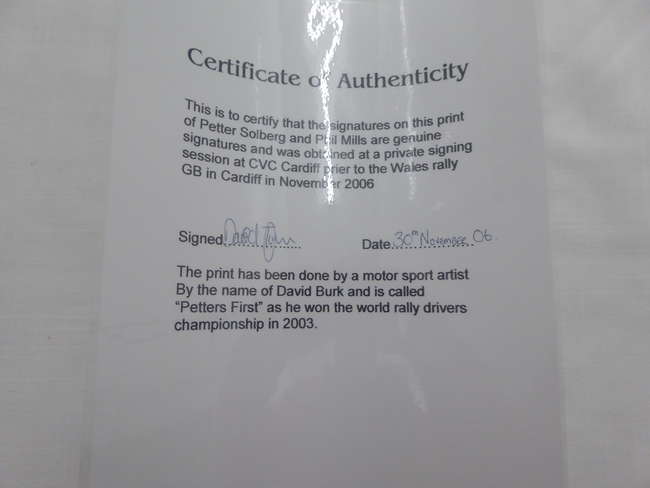 Certificate of Authenticity
This is to certify that the signatures on this print
of Petter Solberg and Phil Mills are genuine
signatures and was obtained at a private signing
session at CVC Cardiff prier to the Wales rally
GB in Cardiff in November 2006
Signed David Date 30th November 06.
The print has been done by a motor sport artist
By the name of David Burk and is called
“Petters First” as he won the world rally drivers
championship in 2003.